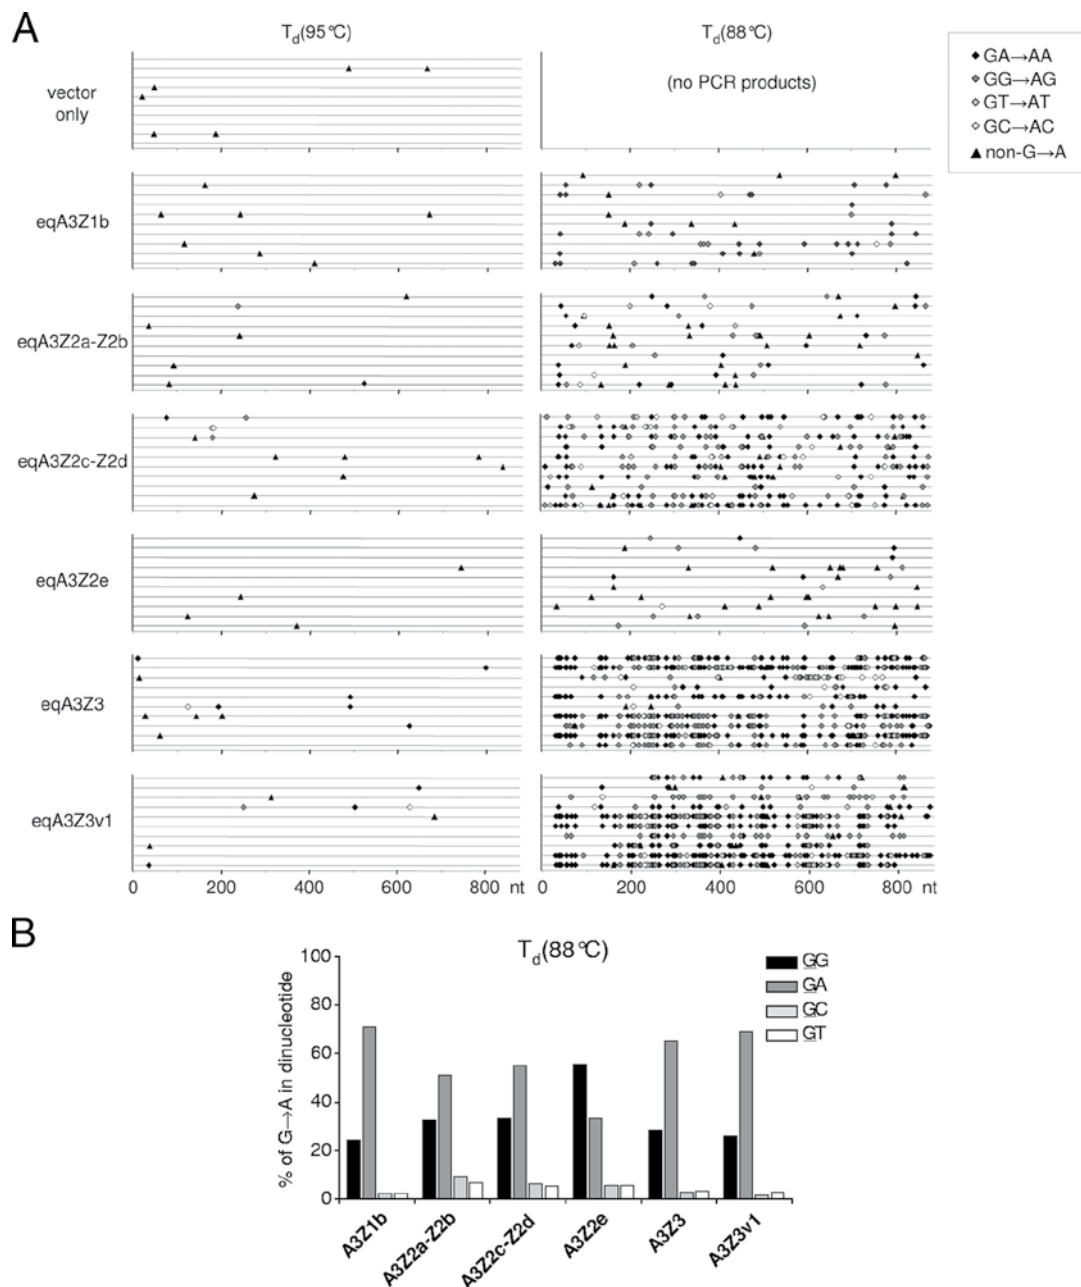 A
Td(95°C)
Td(88°C)
GA→AA
GG→AG
GT→AT
GC→AC
non-G→A
vector
only
(no PCR products)
eqA3Z1b
eqA3Z2a-Z2b
eqA3Z2c-Z2d
eqA3Z2e
eqA3Z3
eqA3Z3v1
0 200 400 600 800 nt
0 200 400 600 800 nt
B
Td(88°C)
% of G→A in dinucleotide
100
80
60
40
20
0
GG
GA
GC
GT
A3Z1b
A3Z2a-Z2b
A3Z2c-Z2d
A3Z2e
A3Z3
A3Z3v1